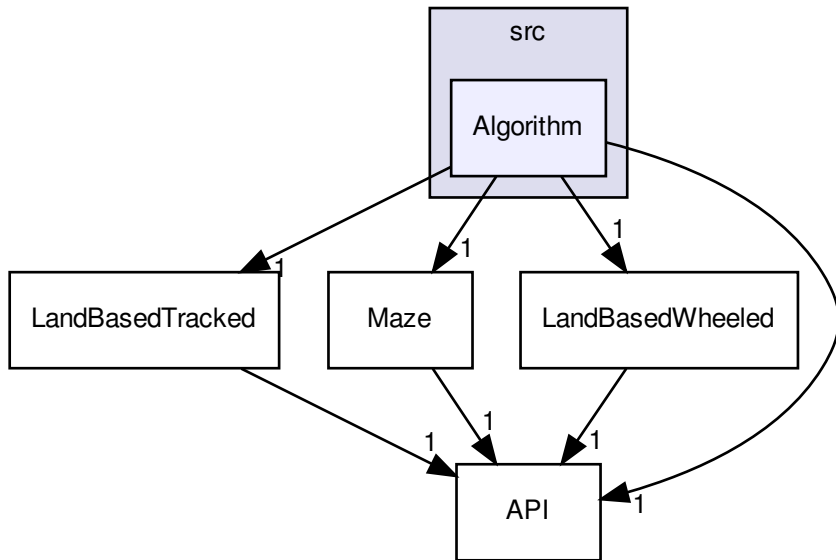 src
Algorithm
1
1
1
LandBasedTracked
Maze
LandBasedWheeled
1
1
1
1
API